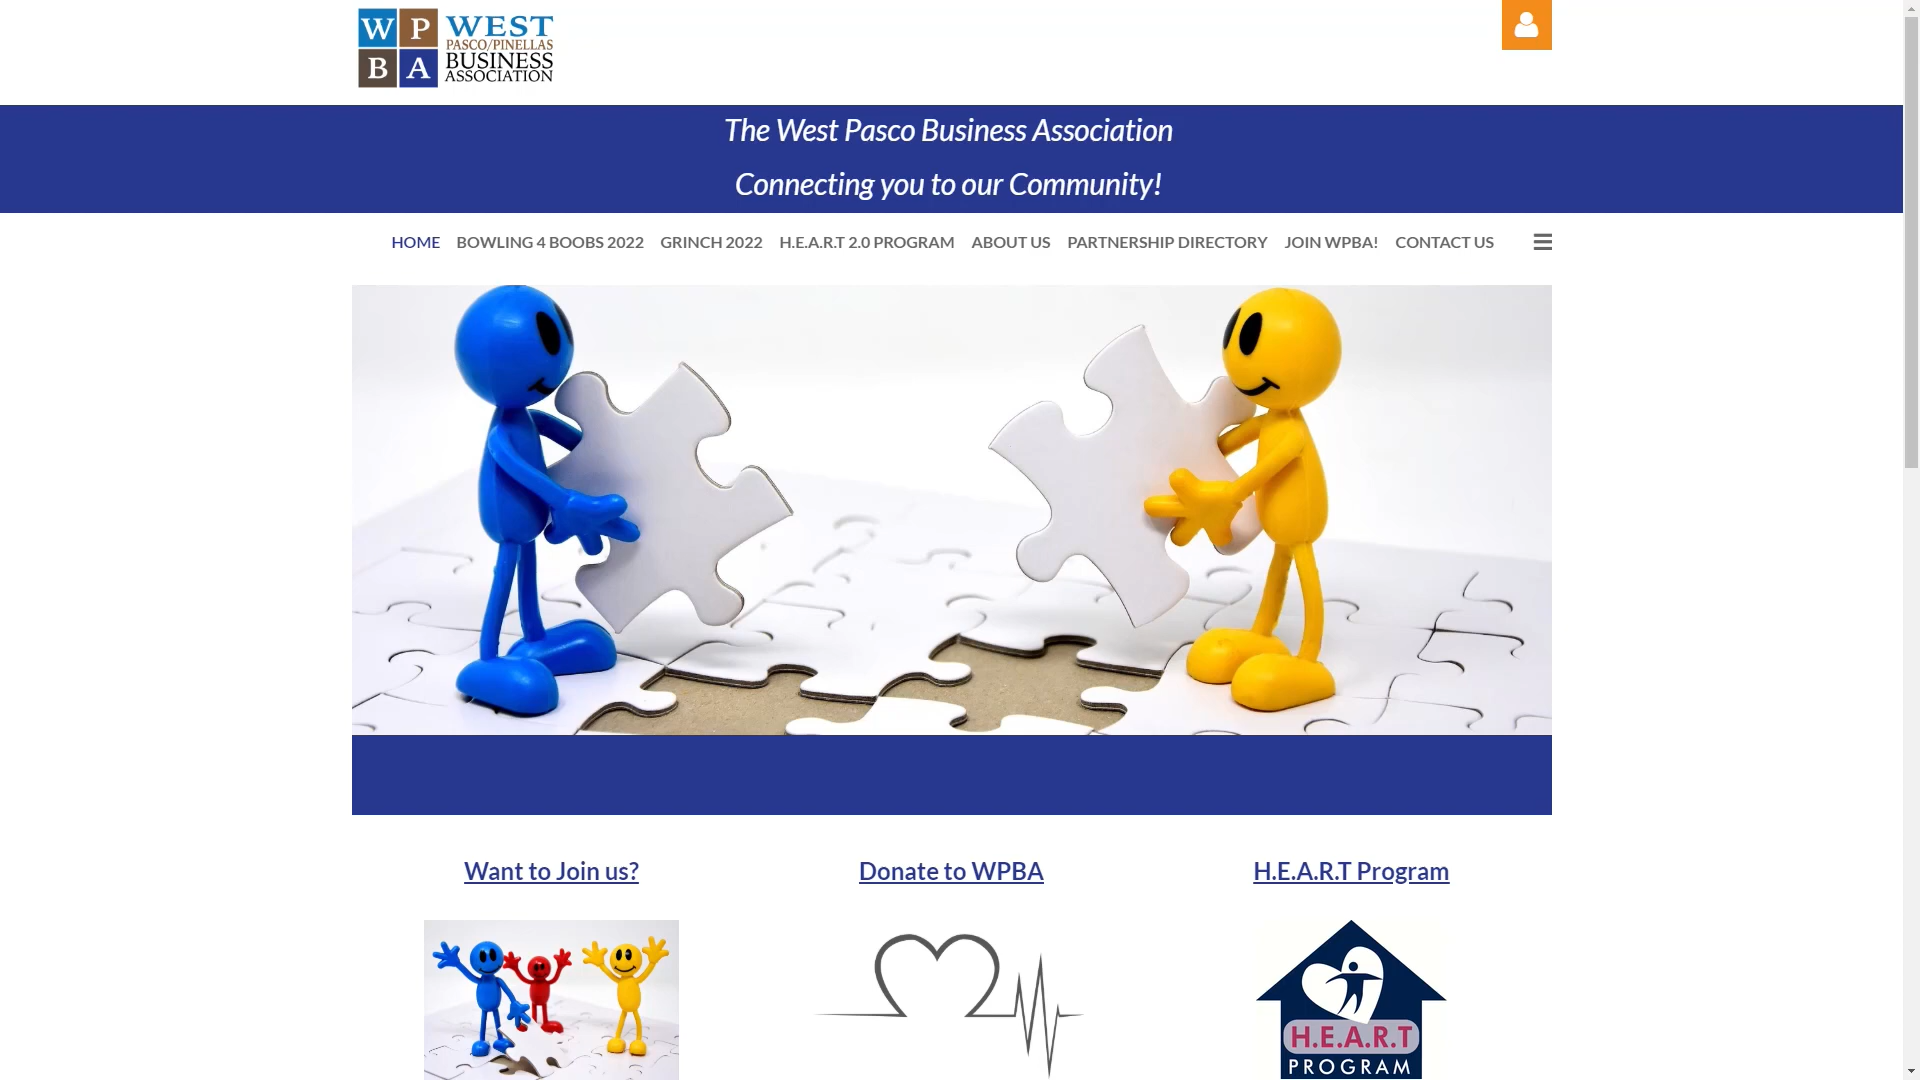 W P WEST
PASCO/PINELLAS
B A BUSINESS
ASSOCIATION
The West Pasco Business Association
Connecting you to our Community!
HOME BOWLING 4 BOOBS 2022 GRINCH 2022 H.E.A.R.T 2.0 PROGRAM ABOUT US PARTNERSHIP DIRECTORY JOIN WPBA! CONTACT US
Want to Join us? Donate to WPBA H.E.A.R.T Program
H.E.A.R.T
PROGRAM